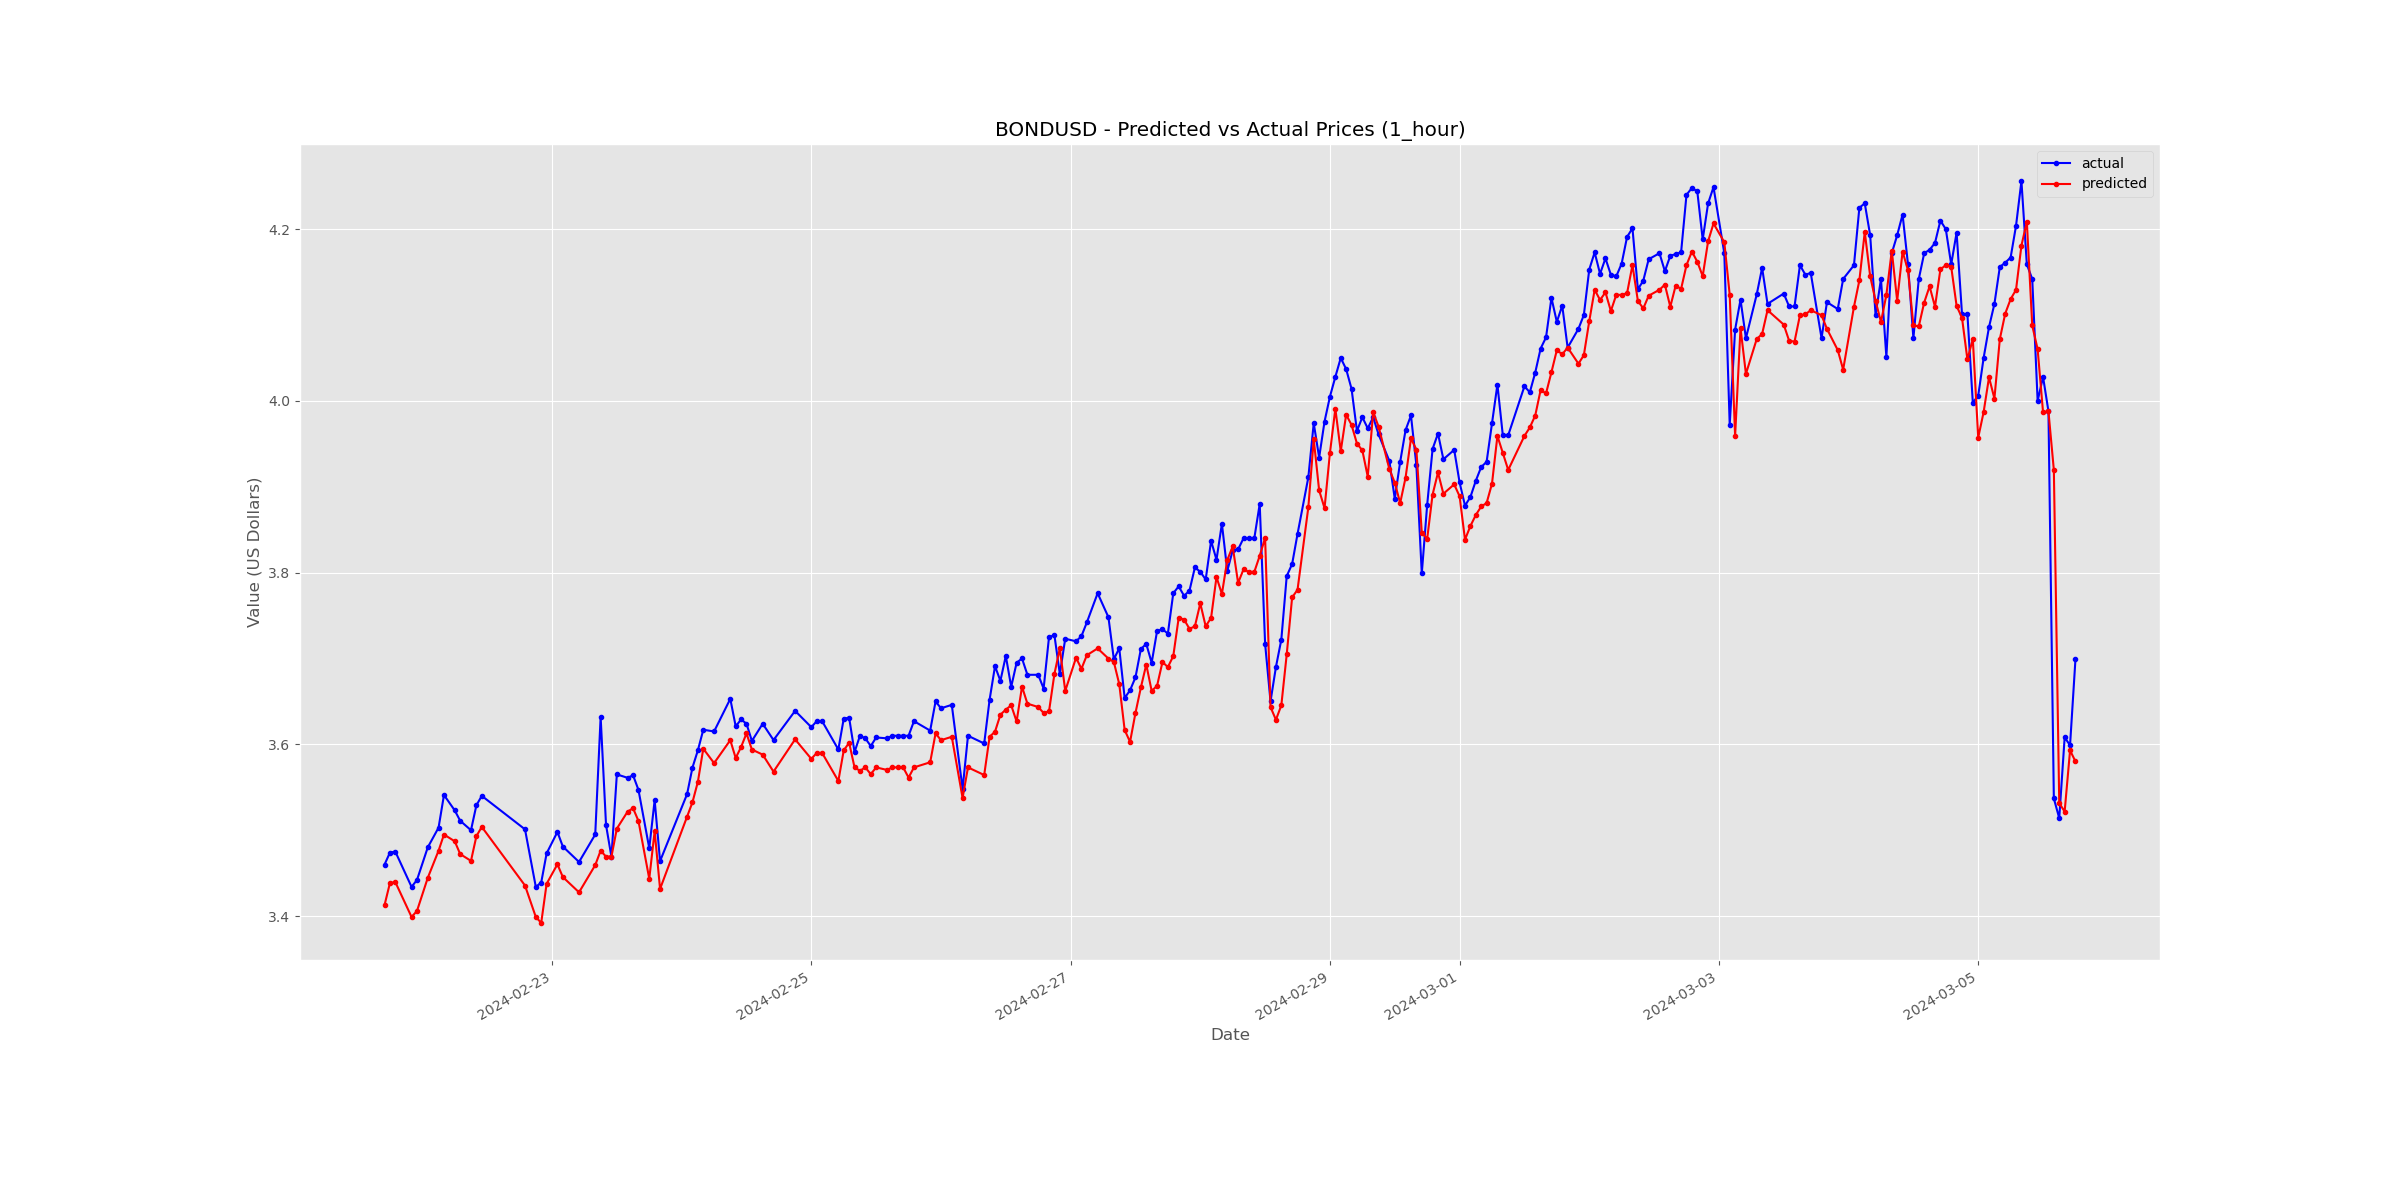 BONDUSD - Predicted vs Actual Prices (1_hour)
actual
predicted
Value (US Dollars)
4.2
4.0
3.8
3.6
3.4
2024-02-23
2024-02-25
2024-02-27
2024-02-29
2024-03-01
2024-03-03
2024-03-05
Date